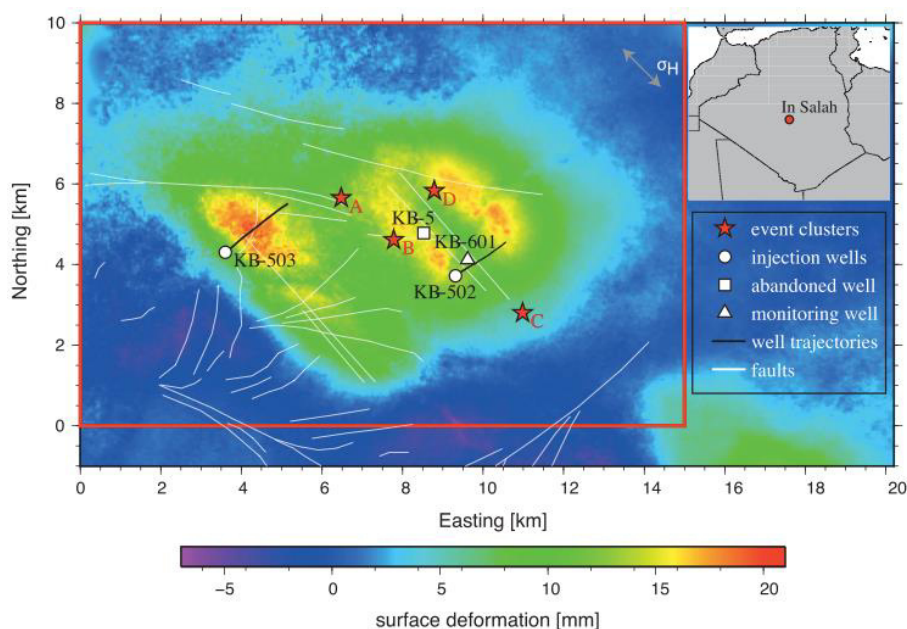 10
8
6
4
2
0
Northing [km]
0
2
4
6
8
10
12
14
16
18
20
Easting [km]
σH
In Salah
A
D
KB-5
B
KB-601
KB-503
KB-502
C
event clusters
injection wells
abandoned well
monitoring well
well trajectories
faults
−5
0
5
10
15
20
surface deformation [mm]